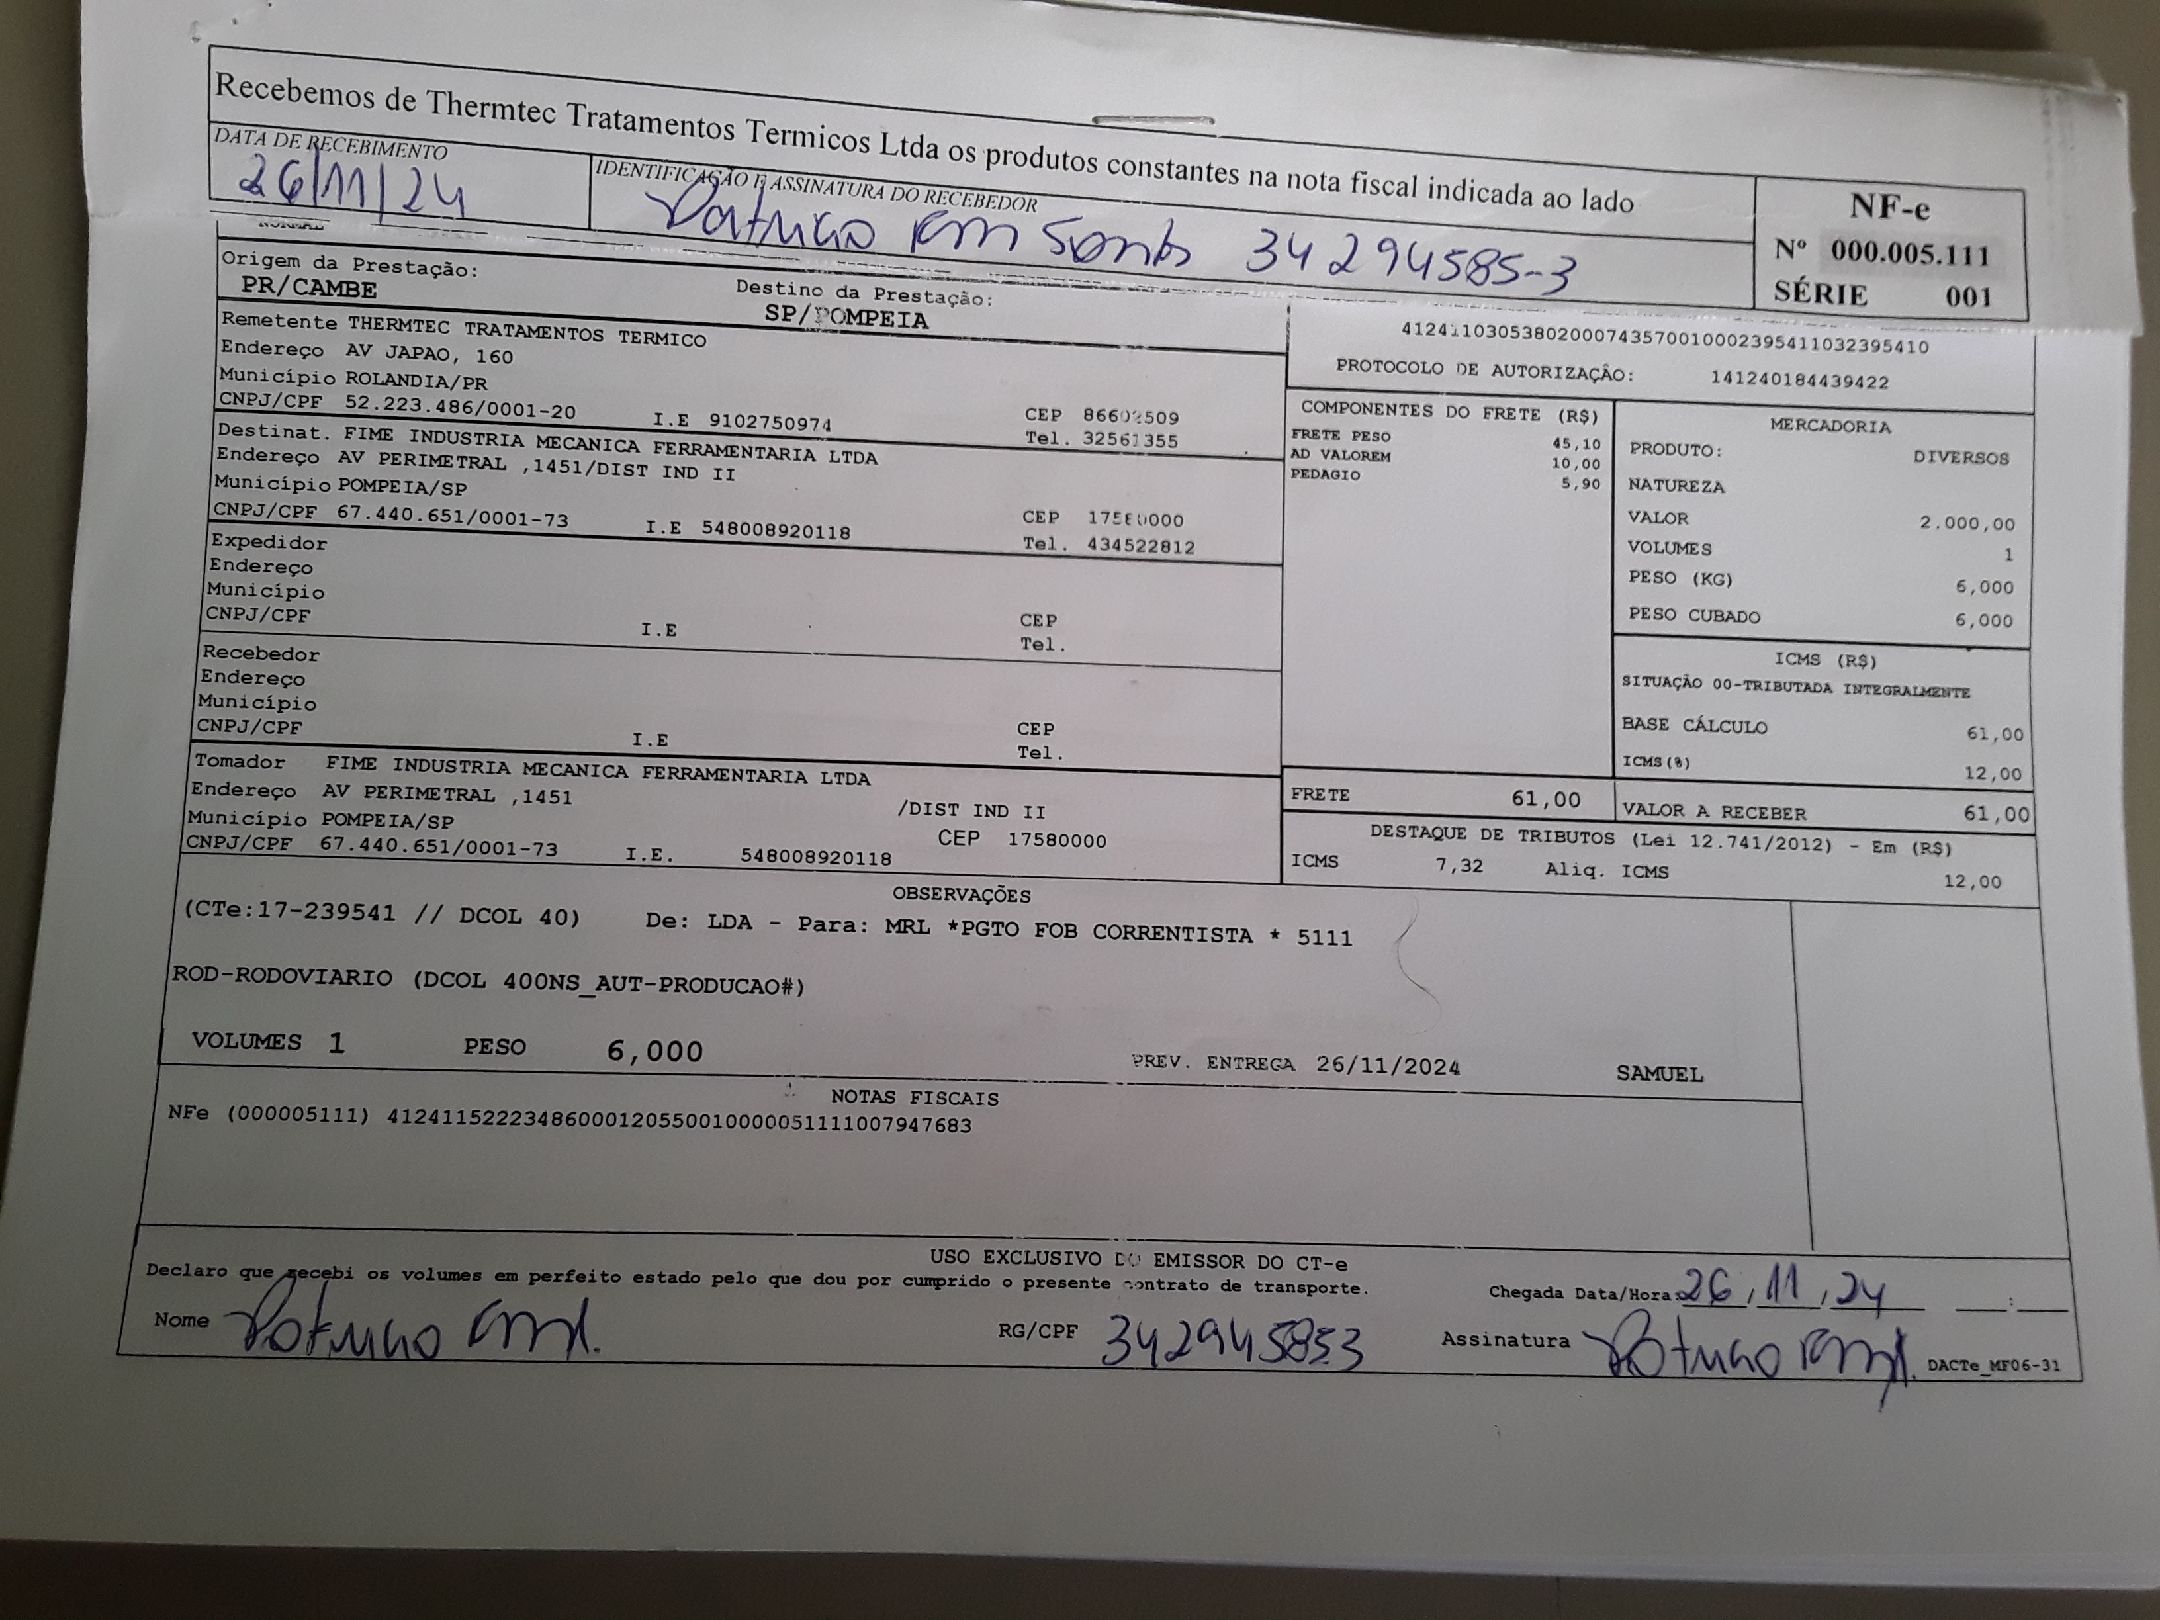 Recebemos de Thermtec Tratamentos Termicos Ltda os produtos constantes na nota fiscal indicada ao lado
DATA DE RECEBIMENTO
26/11/24
IDENTIFICAÇÃO E ASSINATURA DO RECEBEDOR
34294585-3
NF-e
Nº 000.005.111
SÉRIE 001
Origem da Prestação:
PR/CAMBE
Destino da Prestação:
SP/POMPEIA
Remetente THERMTEC TRATAMENTOS TERMICO
Endereço AV JAPAO, 160
Município ROLANDIA/PR
CNPJ/CPF 52.223.486/0001-20 I.E 9102750974
CEP 86602509
Tel. 32561355
Destinat. FIME INDUSTRIA MECANICA FERRAMENTARIA LTDA
Endereço AV PERIMETRAL ,1451/DIST IND II
Município POMPEIA/SP
CNPJ/CPF 67.440.651/0001-73 I.E 548008920118
CEP 17580000
Tel. 434522812
Expedidor
Endereço
Município
CNPJ/CPF I.E
CEP
Tel.
Recebedor
Endereço
Município
CNPJ/CPF I.E
CEP
Tel.
Tomador FIME INDUSTRIA MECANICA FERRAMENTARIA LTDA
Endereço AV PERIMETRAL ,1451 /DIST IND II
Município POMPEIA/SP CEP 17580000
CNPJ/CPF 67.440.651/0001-73 I.E. 548008920118
41241103053802000743570010002395411032395410
PROTOCOLO DE AUTORIZAÇÃO: 141240184439422
COMPONENTES DO FRETE (R$)
FRETE PESO 45,10
AD VALOREM 10,00
PEDAGIO 5,90
MERCADORIA
PRODUTO: DIVERSOS
NATUREZA
VALOR 2.000,00
VOLUMES 1
PESO (KG) 6,000
PESO CUBADO 6,000
ICMS (R$)
SITUAÇÃO 00-TRIBUTADA INTEGRALMENTE
BASE CÁLCULO 61,00
ICMS(%) 12,00
FRETE 61,00
VALOR A RECEBER 61,00
DESTAQUE DE TRIBUTOS (Lei 12.741/2012) - Em (R$)
ICMS 7,32 Aliq. ICMS 12,00
OBSERVAÇÕES
(CTe:17-239541 // DCOL 40) De: LDA - Para: MRL *PGTO FOB CORRENTISTA * 5111
ROD-RODOVIARIO (DCOL 400NS_AUT-PRODUCAO#)
VOLUMES 1 PESO 6,000 PREV. ENTREGA 26/11/2024 SAMUEL
NOTAS FISCAIS
NFe (000005111) 41241152223486000120550010000051111007947683
USO EXCLUSIVO DO EMISSOR DO CT-e
Declaro que recebi os volumes em perfeito estado pelo que dou por cumprido o presente contrato de transporte.
Chegada Data/Hora: 26/11/24 __:__
Nome
RG/CPF 342945853
Assinatura
DACTe_MF06-31